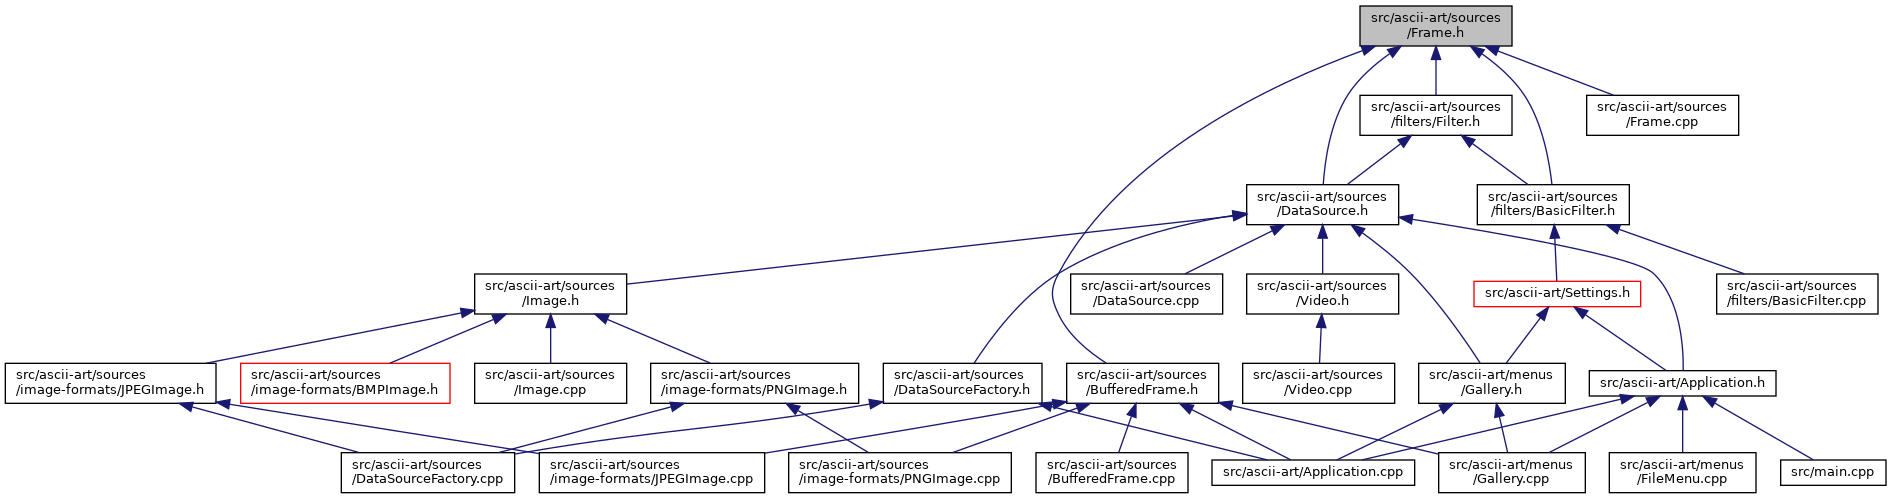 src/ascii-art/sources
/Frame.h
src/ascii-art/sources
/filters/Filter.h
src/ascii-art/sources
/Frame.cpp
src/ascii-art/sources
/DataSource.h
src/ascii-art/sources
/filters/BasicFilter.h
src/ascii-art/sources
/Image.h
src/ascii-art/sources
/DataSource.cpp
src/ascii-art/sources
/Video.h
src/ascii-art/Settings.h
src/ascii-art/sources
/filters/BasicFilter.cpp
src/ascii-art/sources
/image-formats/JPEGImage.h
src/ascii-art/sources
/image-formats/BMPImage.h
src/ascii-art/sources
/Image.cpp
src/ascii-art/sources
/image-formats/PNGImage.h
src/ascii-art/sources
/DataSourceFactory.h
src/ascii-art/sources
/BufferedFrame.h
src/ascii-art/sources
/Video.cpp
src/ascii-art/menus
/Gallery.h
src/ascii-art/Application.h
src/ascii-art/sources
/DataSourceFactory.cpp
src/ascii-art/sources
/image-formats/JPEGImage.cpp
src/ascii-art/sources
/image-formats/PNGImage.cpp
src/ascii-art/sources
/BufferedFrame.cpp
src/ascii-art/Application.cpp
src/ascii-art/menus
/Gallery.cpp
src/ascii-art/menus
/FileMenu.cpp
src/main.cpp